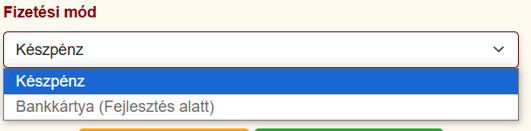 Fizetési mód
Készpénz
Készpénz
Bankkártya (Fejlesztés alatt)